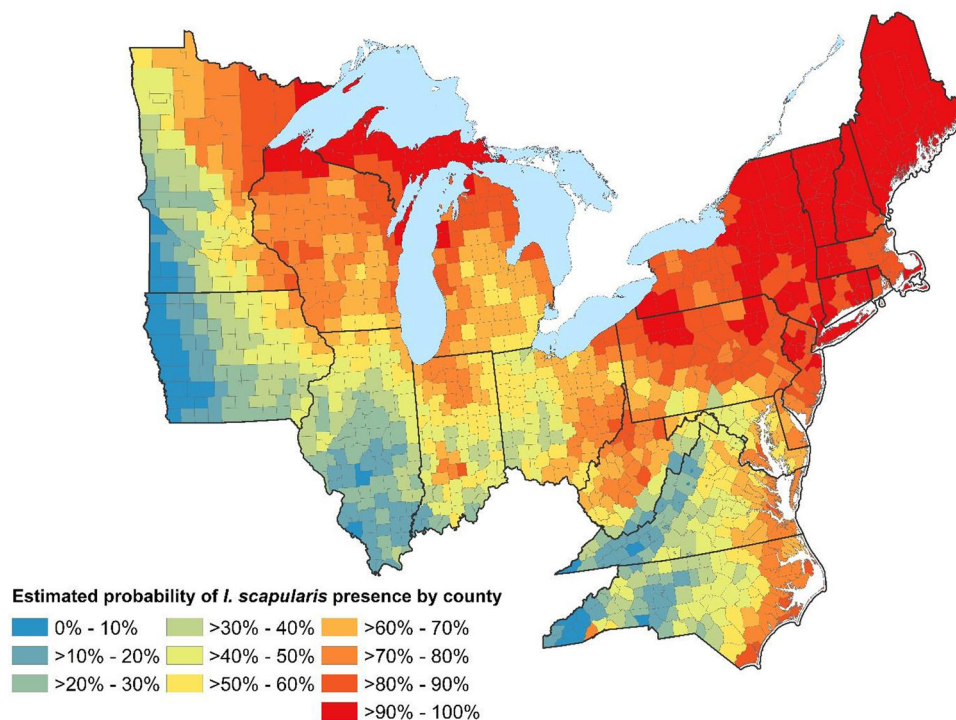 Estimated probability of I. scapularis presence by county
0% - 10%
>10% - 20%
>20% - 30%
>30% - 40%
>40% - 50%
>50% - 60%
>60% - 70%
>70% - 80%
>80% - 90%
>90% - 100%